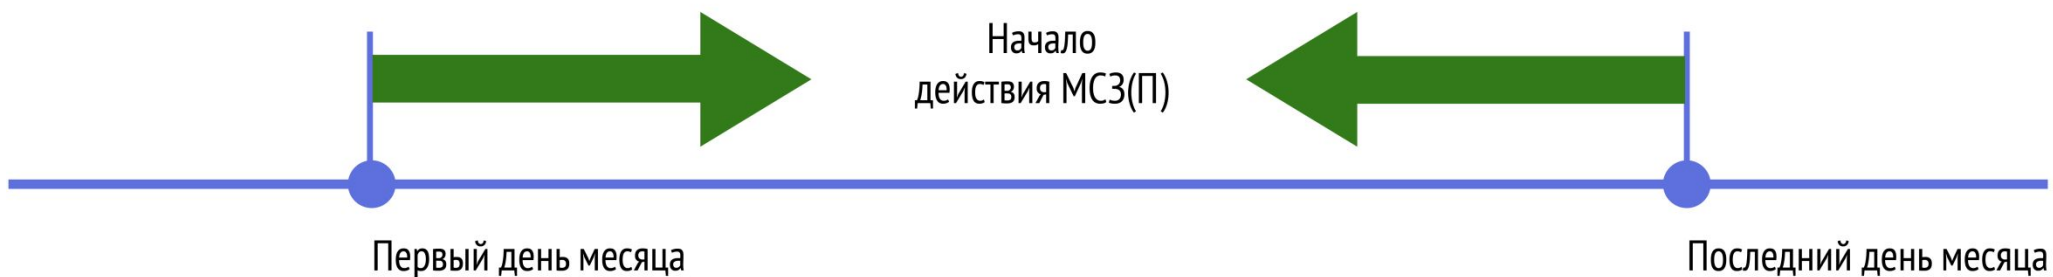 Начало
действия МСЗ(П)
Первый день месяца
Последний день месяца